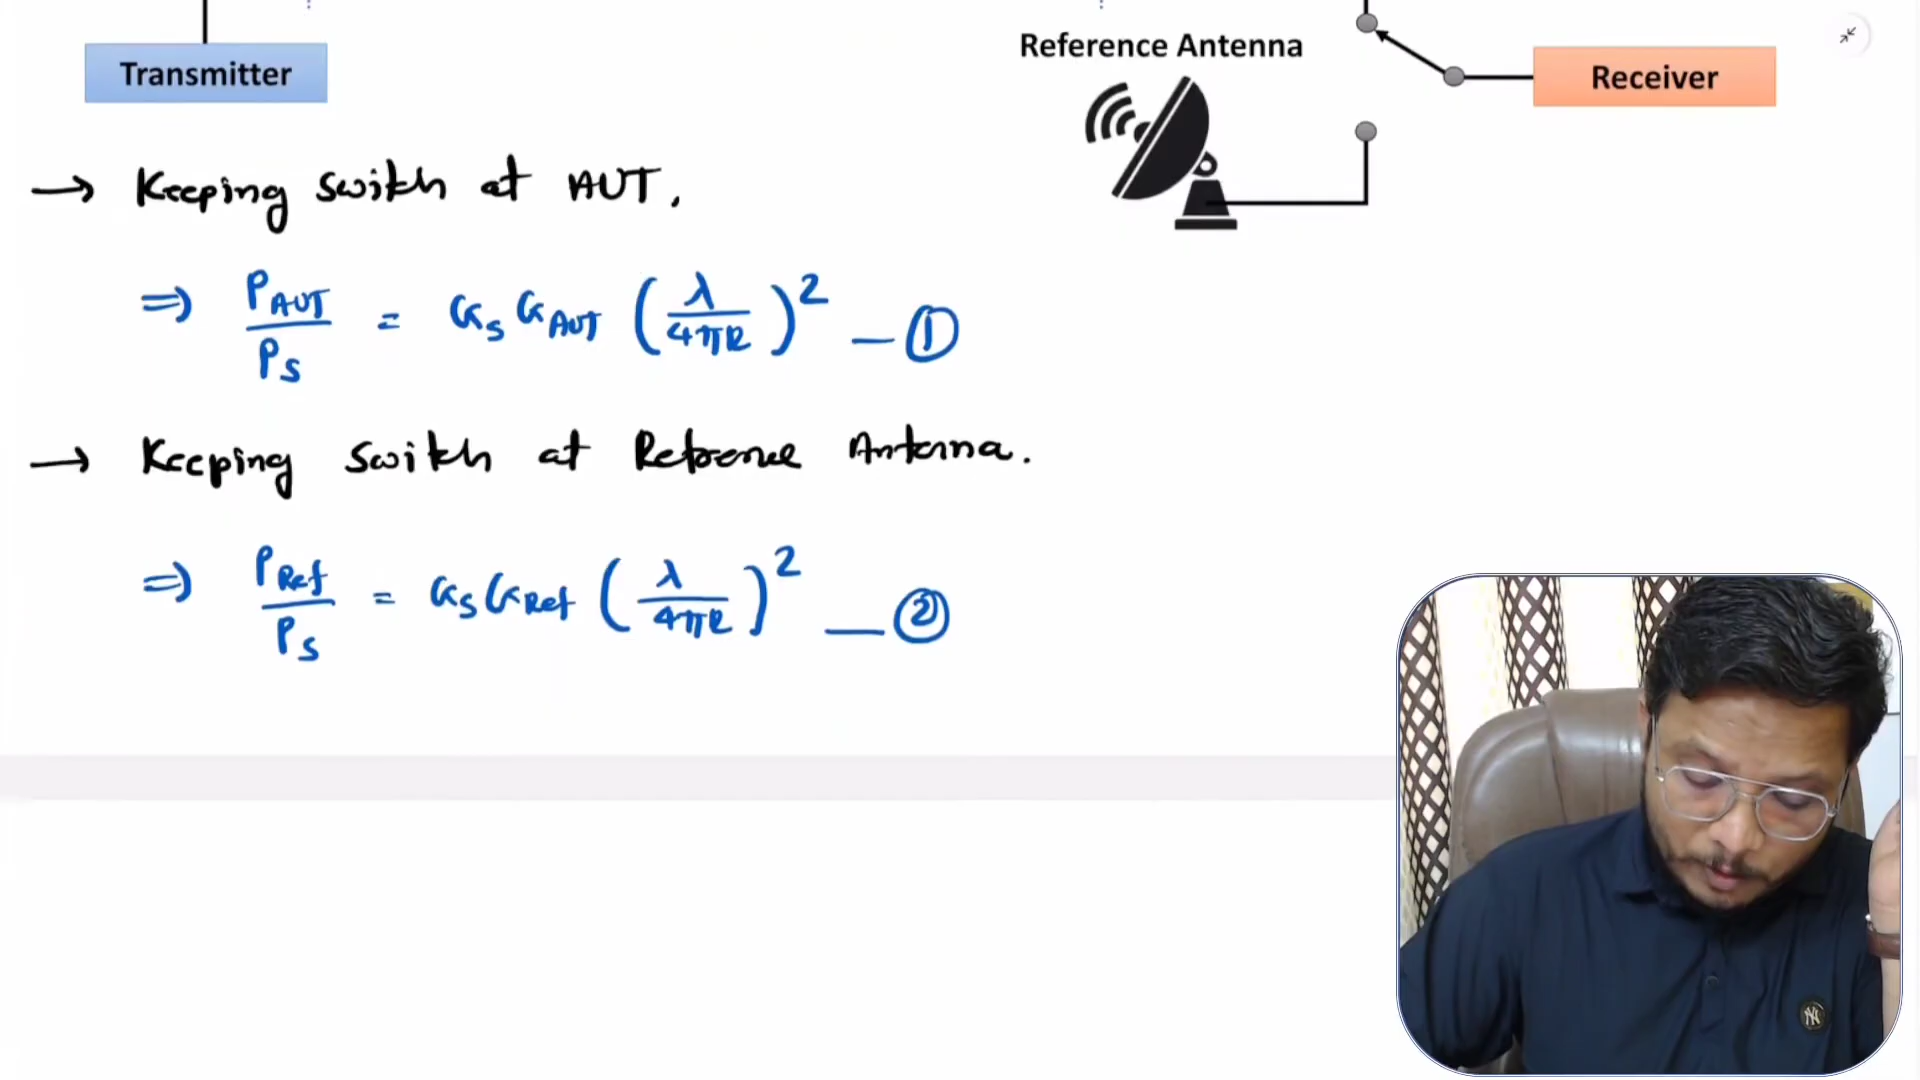 Transmitter
Reference Antenna
Receiver
→ Keeping switch at AUT.
⇒ P_AUT / P_S = G_S G_AUT (λ / 4πR)² — ①
→ Keeping switch at Reference Antenna.
⇒ P_Ref / P_S = G_S G_Ref (λ / 4πR)² — ②
NY